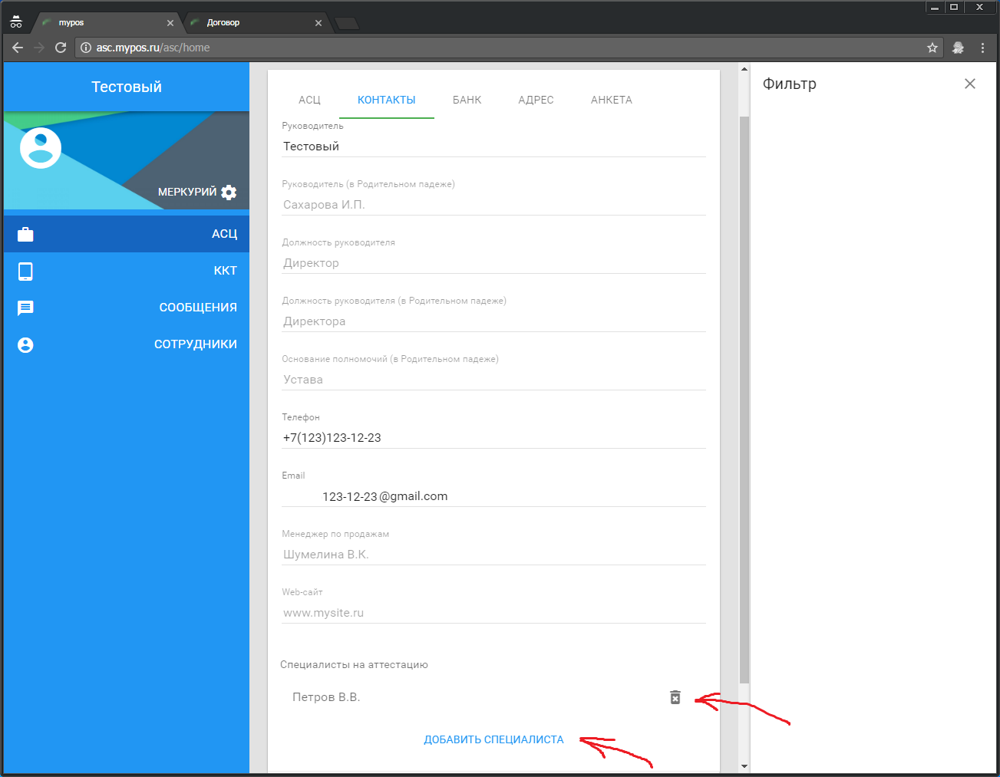 mypos
Договор
asc.mypos.ru/asc/home
Тестовый
МЕРКУРИЙ
АСЦ
ККТ
СООБЩЕНИЯ
СОТРУДНИКИ
АСЦ КОНТАКТЫ БАНК АДРЕС АНКЕТА
Руководитель
Тестовый
Руководитель (в Родительном падеже)
Сахарова И.П.
Должность руководителя
Директор
Должность руководителя (в Родительном падеже)
Директора
Основание полномочий (в Родительном падеже)
Устава
Телефон
+7(123)123-12-23
Email
123-12-23@gmail.com
Менеджер по продажам
Шумелина В.К.
Web-сайт
www.mysite.ru
Специалисты на аттестацию
Петров В.В.
ДОБАВИТЬ СПЕЦИАЛИСТА
Фильтр